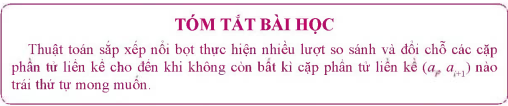 TÓM TẮT BÀI HỌC
Thuật toán sắp xếp nổi bọt thực hiện nhiều lượt so sánh và đổi chỗ các cặp
phần tử liền kề cho đến khi không còn bất kì cặp phần tử liền kề (aᵢ, aᵢ₊₁) nào
trái thứ tự mong muốn.